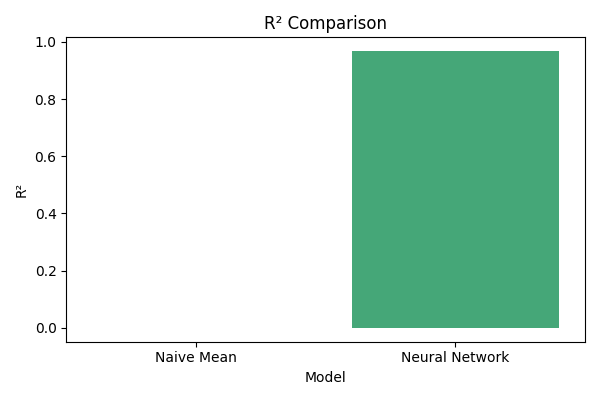 R² Comparison
1.0
0.8
0.6
0.4
0.2
0.0
R²
Naive Mean
Neural Network
Model